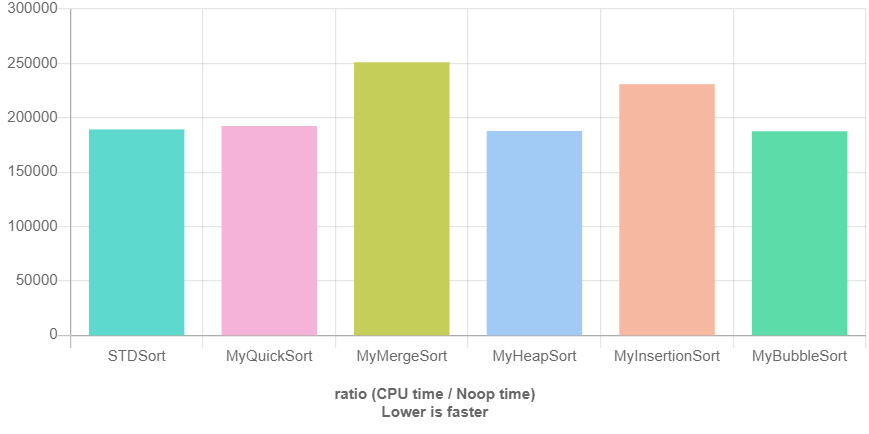 300000
250000
200000
150000
100000
50000
0
STDSort MyQuickSort MyMergeSort MyHeapSort MyInsertionSort MyBubbleSort
ratio (CPU time / Noop time)
Lower is faster